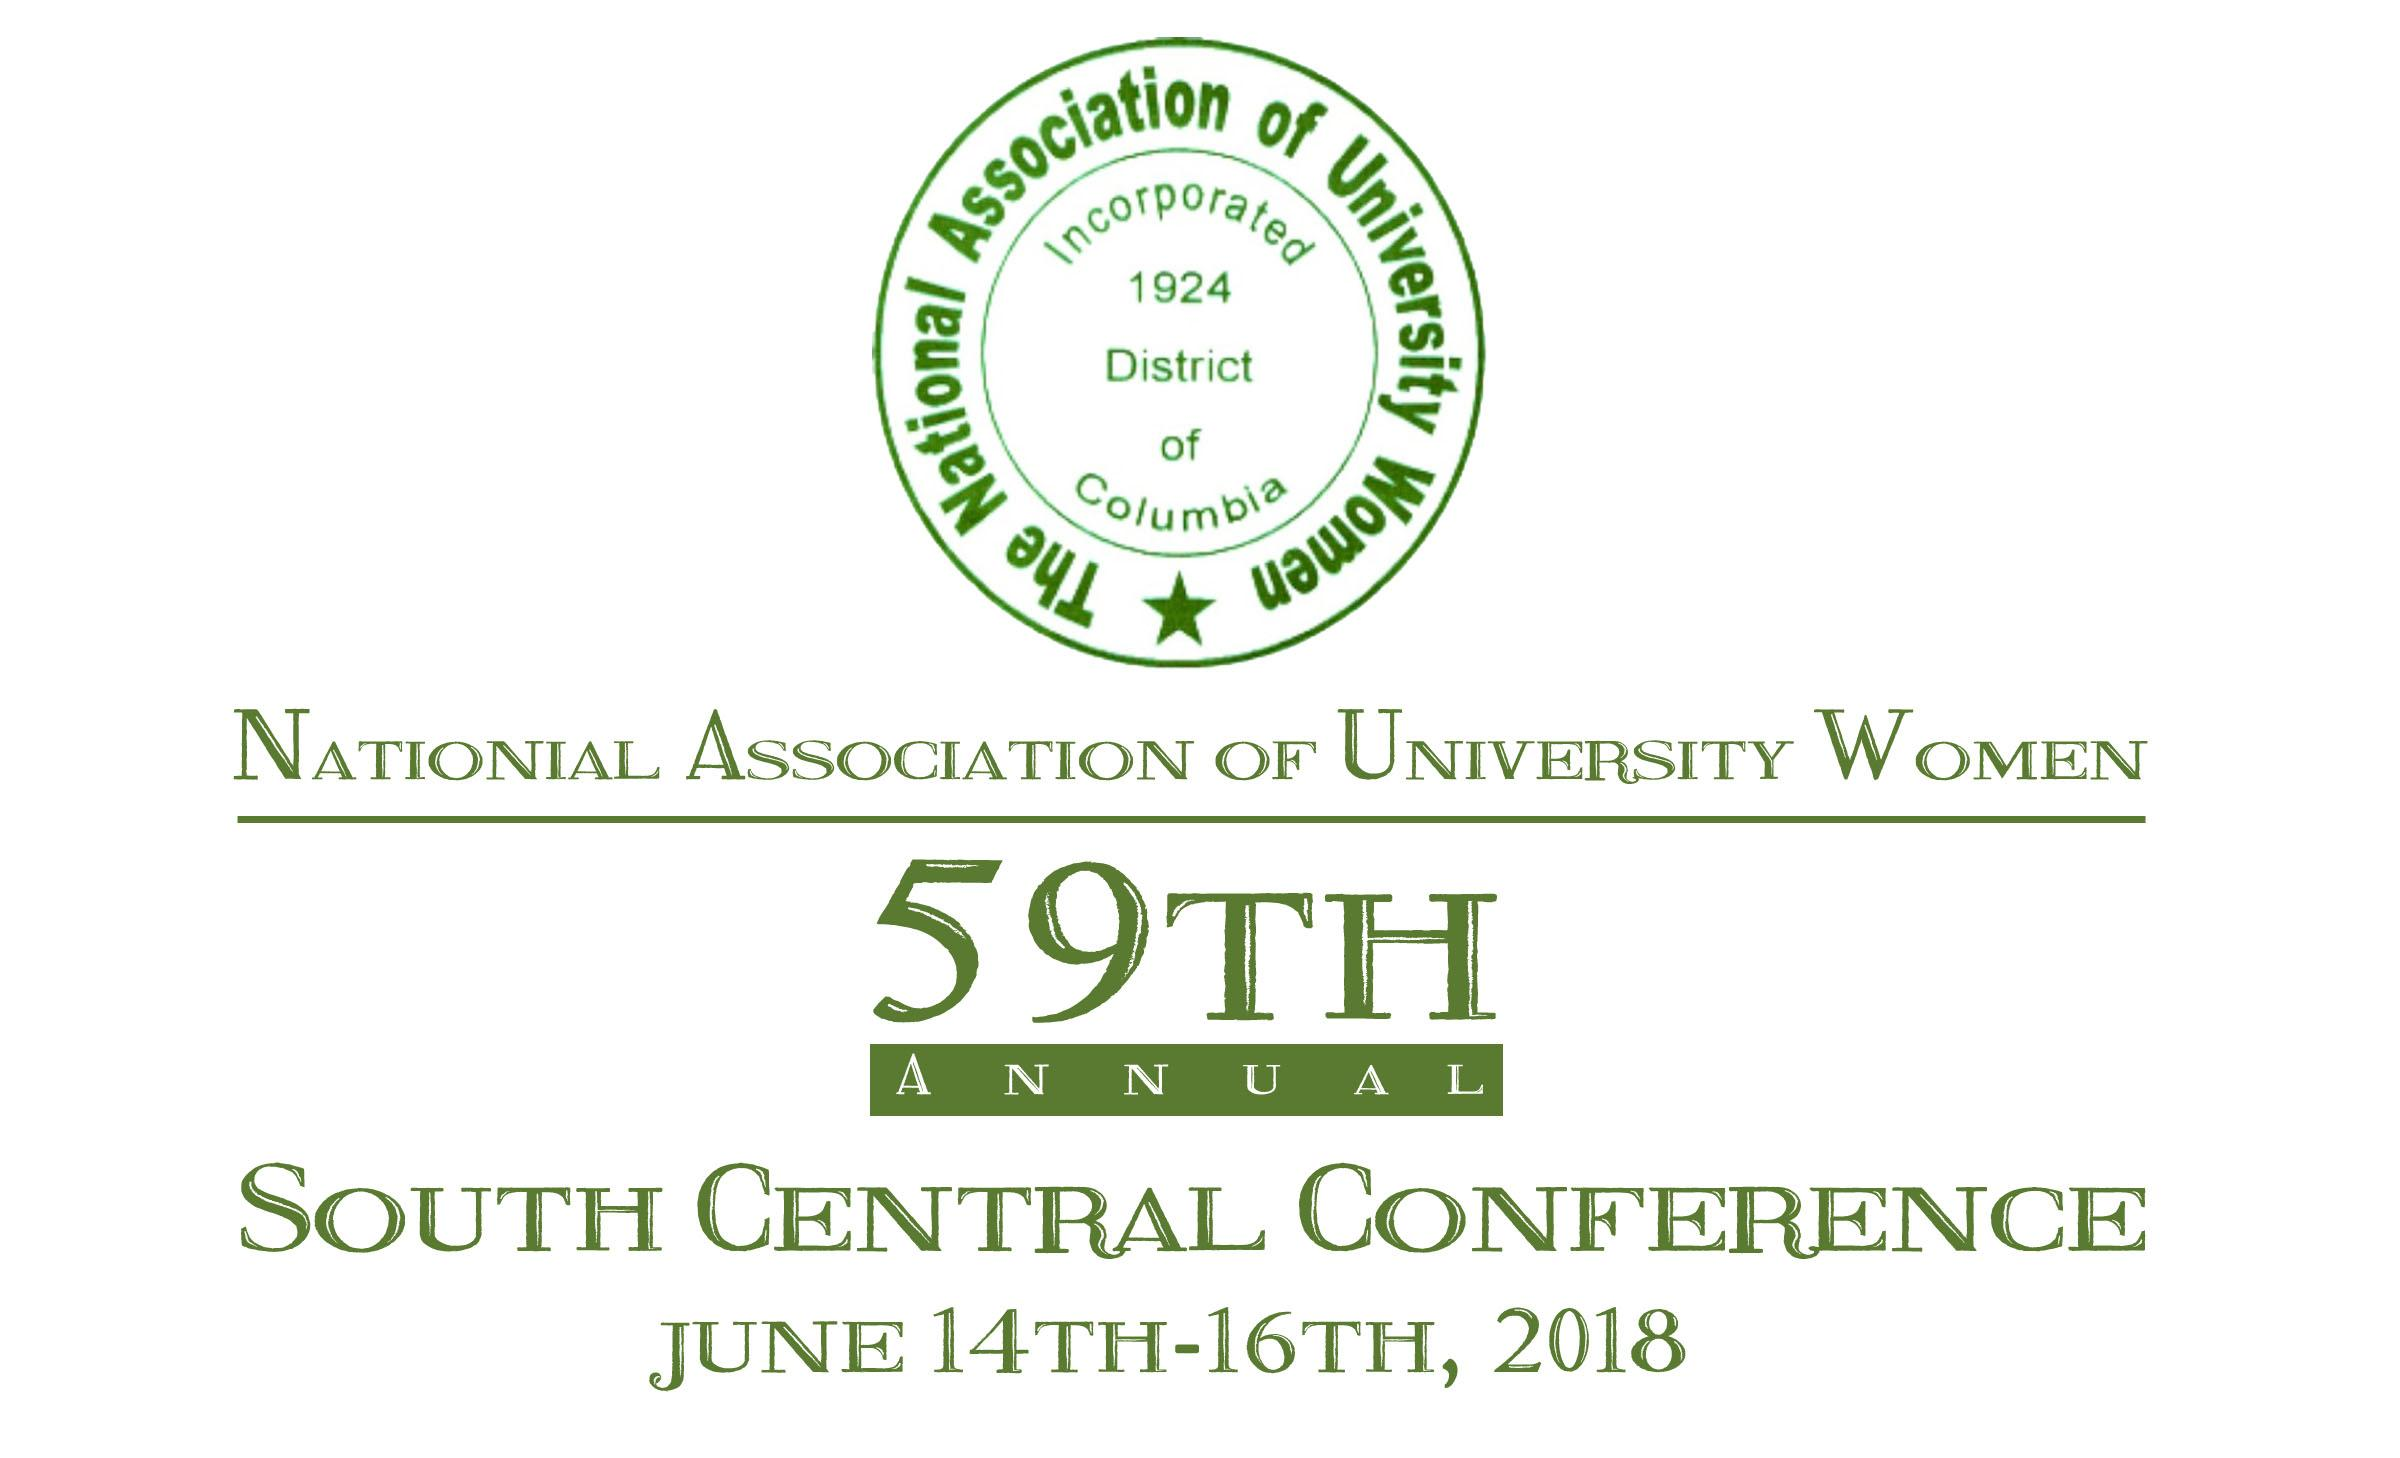 The National Association of University Women
Incorporated
1924
District
of
Columbia
NATIONIAL ASSOCIATION OF UNIVERSITY WOMEN
59TH
ANNUAL
SOUTH CENTRAL CONFERENCE
JUNE 14TH-16TH, 2018